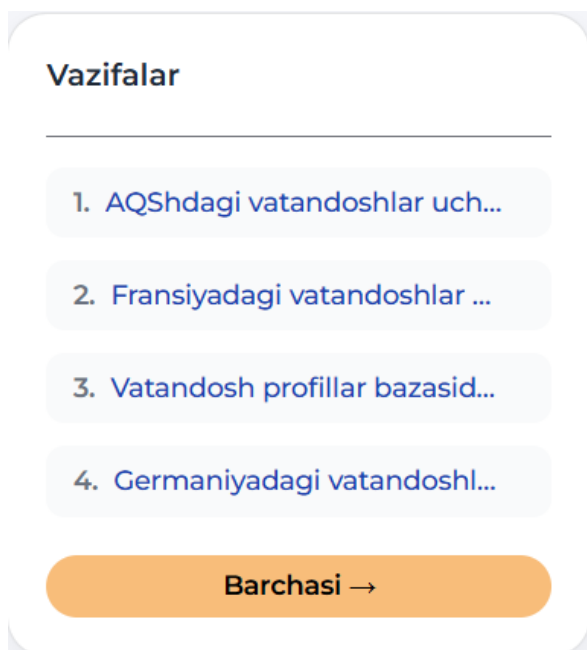 Vazifalar
1. AQShdagi vatandoshlar uch...
2. Fransiyadagi vatandoshlar ...
3. Vatandosh profillar bazasid...
4. Germaniyadagi vatandoshl...
Barchasi →